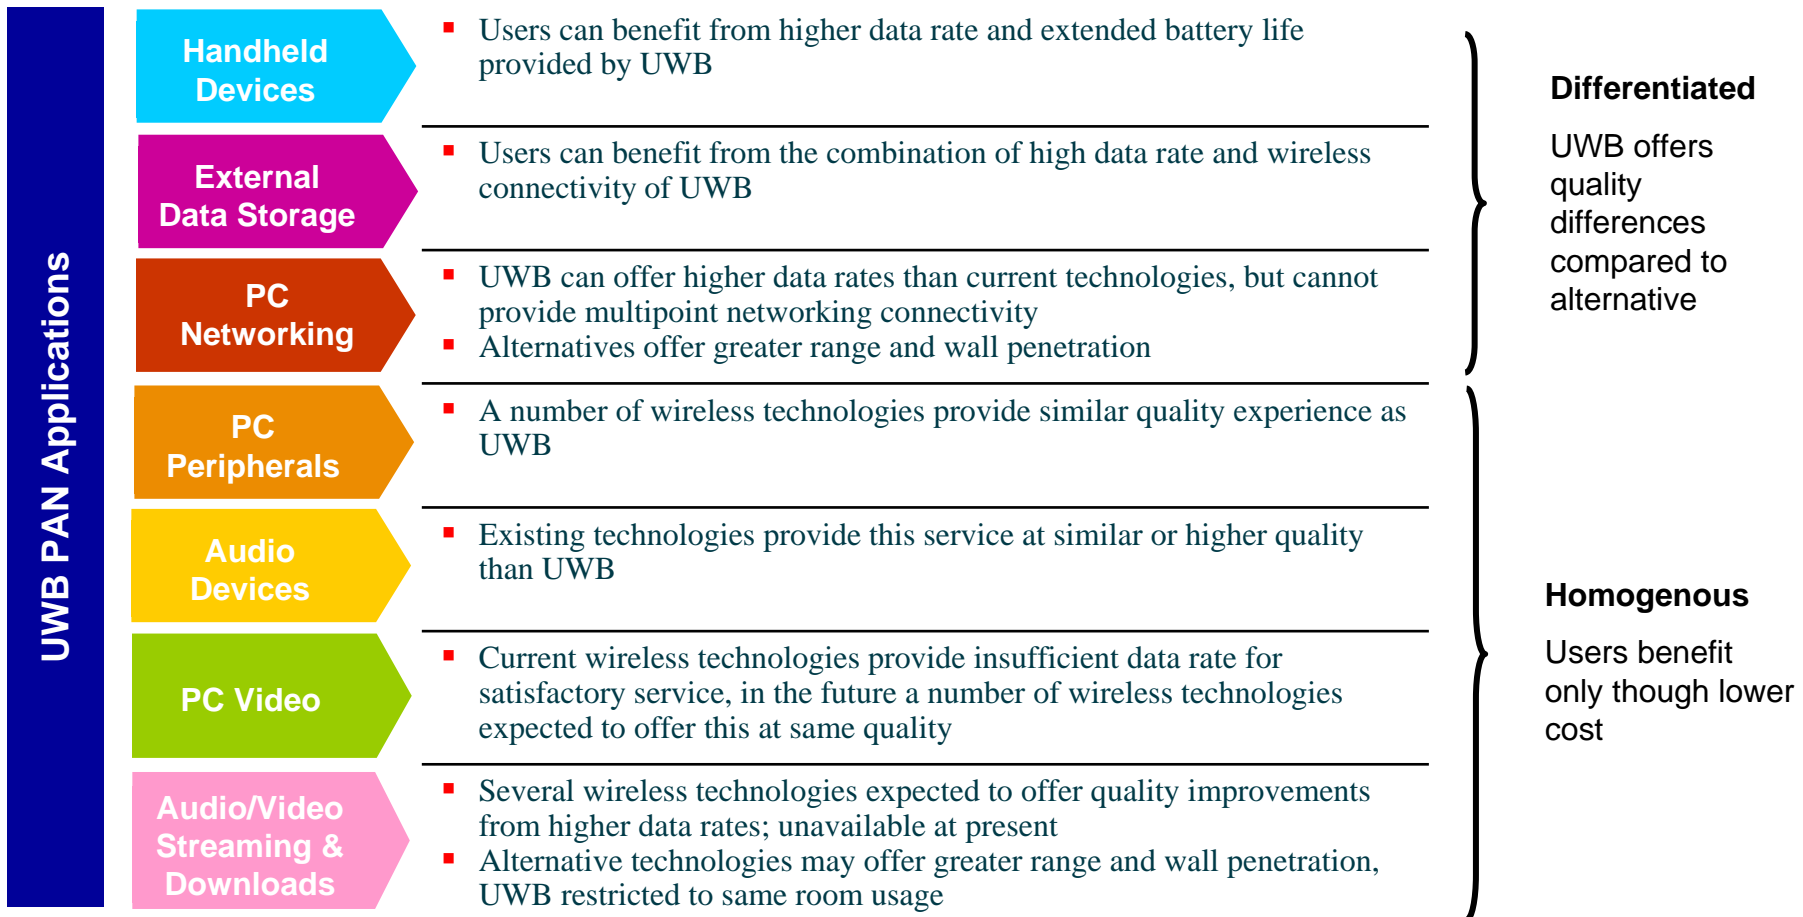 UWB PAN Applications
Handheld
Devices
▪ Users can benefit from higher data rate and extended battery life
provided by UWB
External
Data Storage
▪ Users can benefit from the combination of high data rate and wireless
connectivity of UWB
PC
Networking
▪ UWB can offer higher data rates than current technologies, but cannot
provide multipoint networking connectivity
▪ Alternatives offer greater range and wall penetration
Differentiated
UWB offers
quality
differences
compared to
alternative
PC
Peripherals
▪ A number of wireless technologies provide similar quality experience as
UWB
Audio
Devices
▪ Existing technologies provide this service at similar or higher quality
than UWB
PC Video
▪ Current wireless technologies provide insufficient data rate for
satisfactory service, in the future a number of wireless technologies
expected to offer this at same quality
Audio/Video
Streaming &
Downloads
▪ Several wireless technologies expected to offer quality improvements
from higher data rates; unavailable at present
▪ Alternative technologies may offer greater range and wall penetration,
UWB restricted to same room usage
Homogenous
Users benefit
only though lower
cost